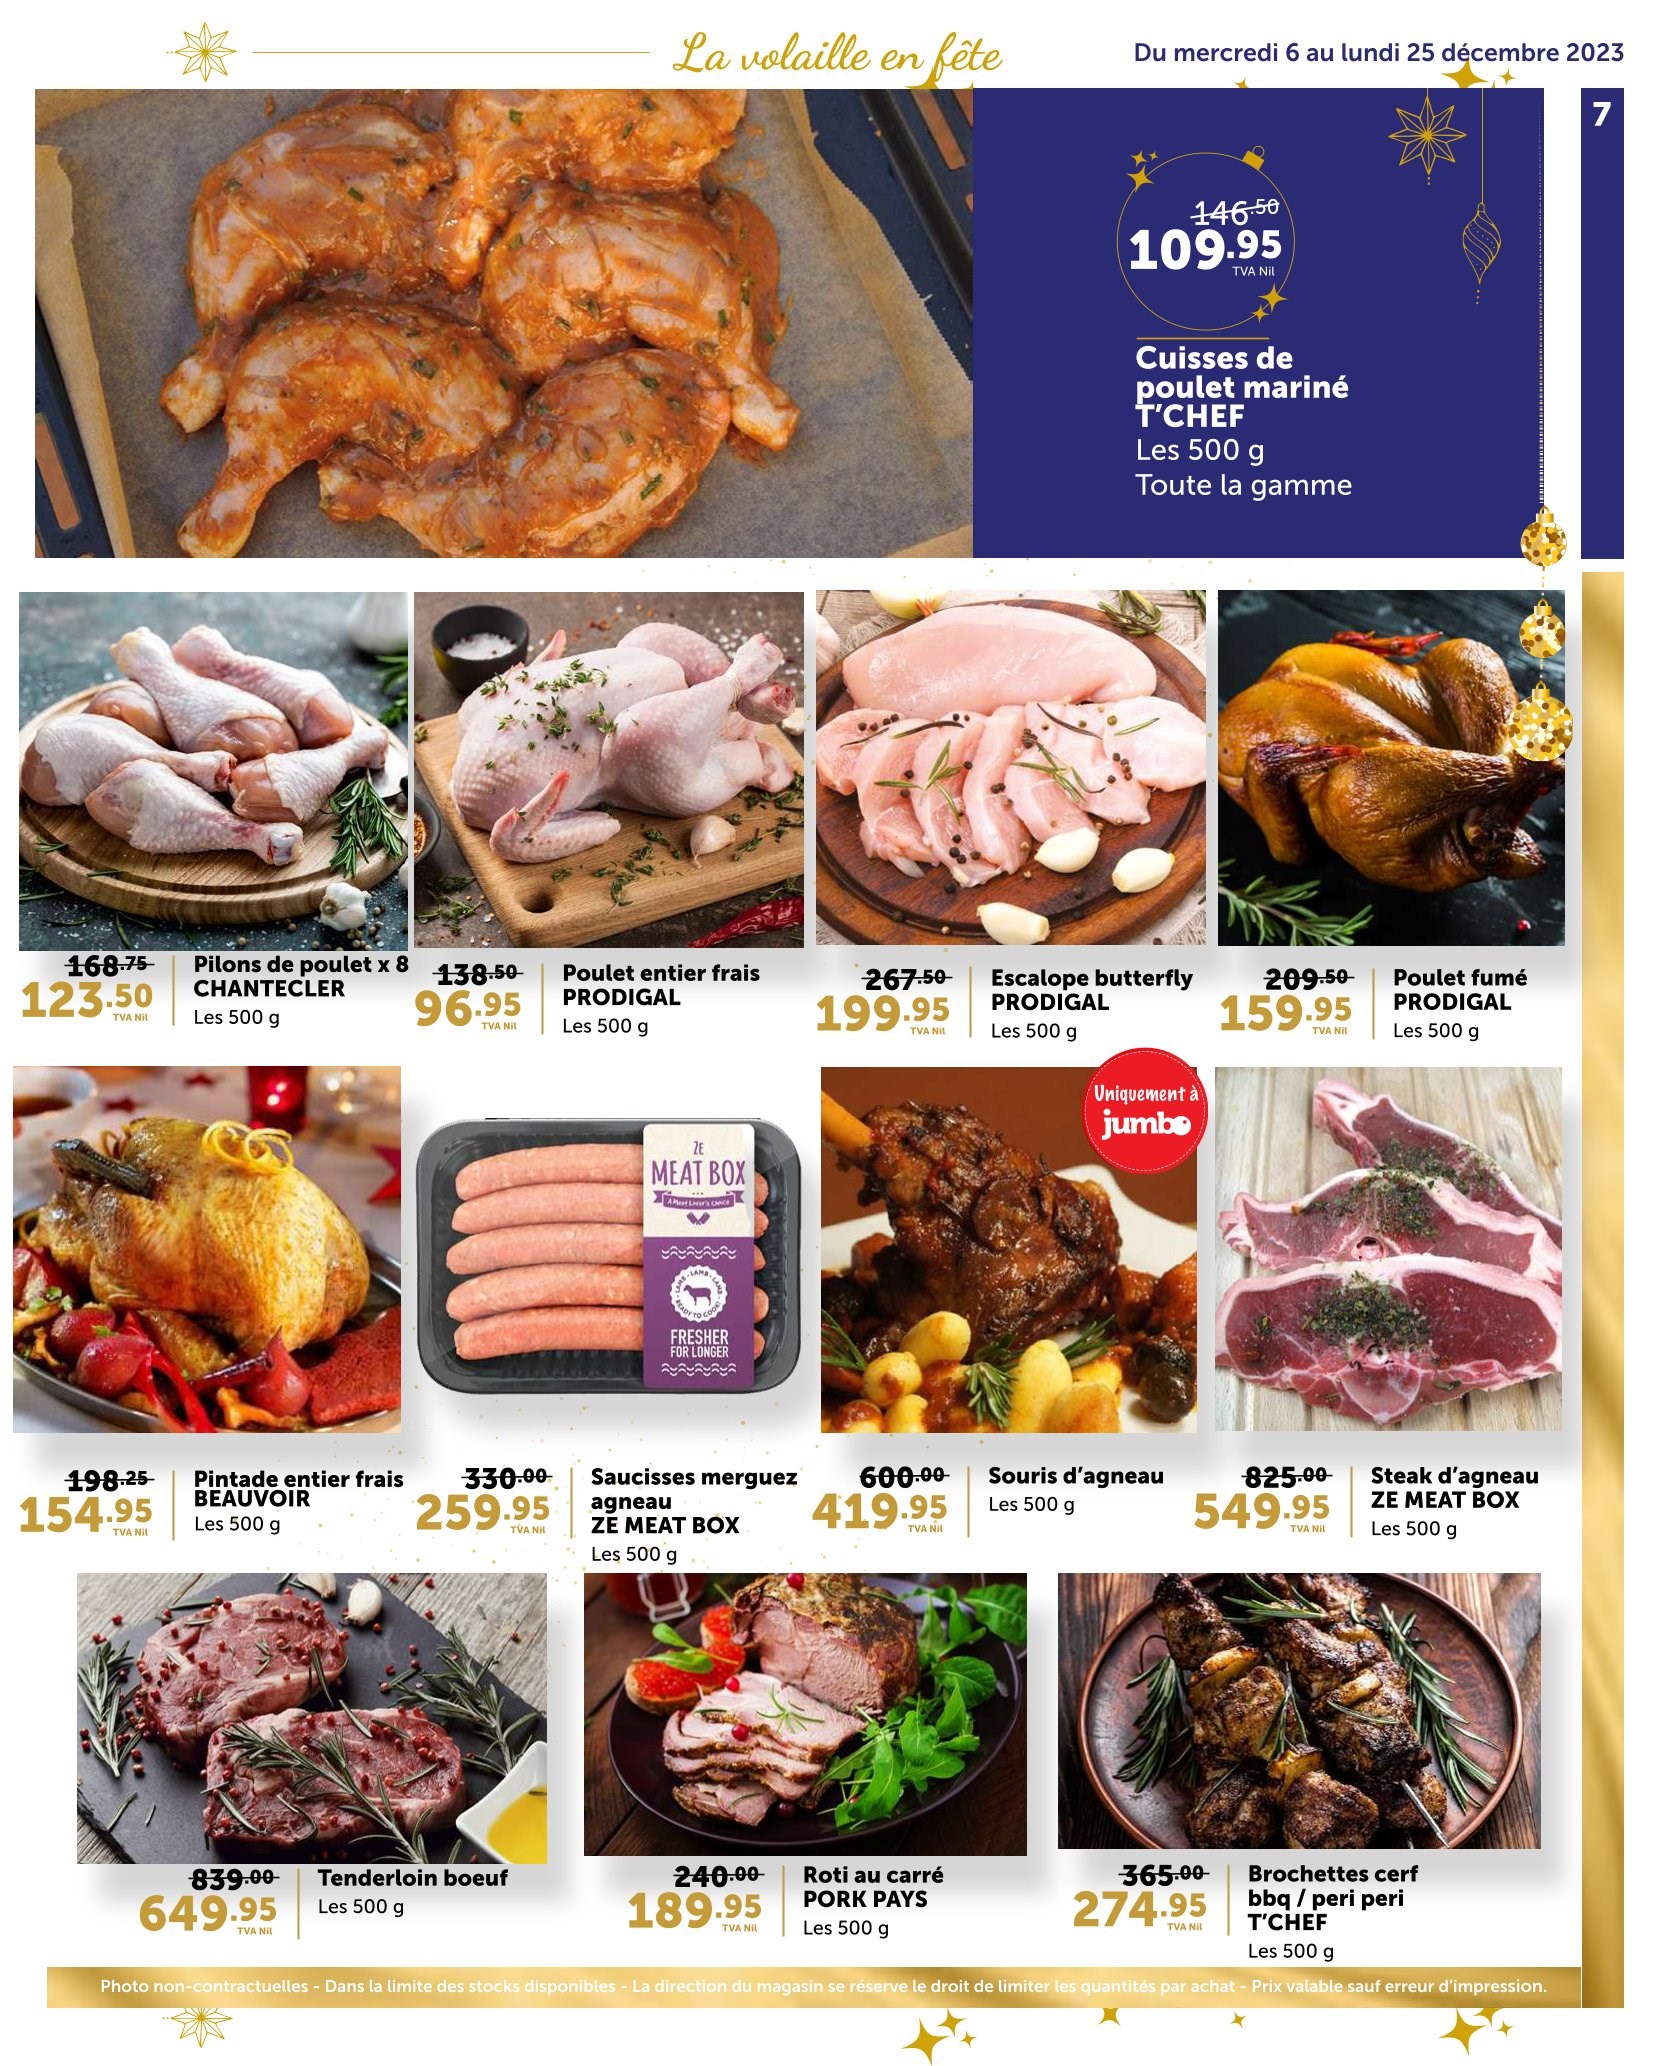 La volaille en fête
Du mercredi 6 au lundi 25 décembre 2023
7
146.50
109.95
TVA Nil
Cuisses de
poulet mariné
T'CHEF
Les 500 g
Toute la gamme
168.75
123.50
TVA Nil
Pilons de poulet x 8
CHANTECLER
Les 500 g
138.50
96.95
TVA Nil
Poulet entier frais
PRODIGAL
Les 500 g
267.50
199.95
TVA Nil
Escalope butterfly
PRODIGAL
Les 500 g
209.50
159.95
TVA Nil
Poulet fumé
PRODIGAL
Les 500 g
ZE
MEAT BOX
A Meat Lover's Choice
LAMB · LAMB · LAMB
READY TO COOK
FRESHER
FOR LONGER
Uniquement à
jumbo
198.25
154.95
TVA Nil
Pintade entier frais
BEAUVOIR
Les 500 g
330.00
259.95
TVA Nil
Saucisses merguez
agneau
ZE MEAT BOX
Les 500 g
600.00
419.95
TVA Nil
Souris d'agneau
Les 500 g
825.00
549.95
TVA Nil
Steak d'agneau
ZE MEAT BOX
Les 500 g
839.00
649.95
TVA Nil
Tenderloin boeuf
Les 500 g
240.00
189.95
TVA Nil
Roti au carré
PORK PAYS
Les 500 g
365.00
274.95
TVA Nil
Brochettes cerf
bbq / peri peri
T'CHEF
Les 500 g
Photo non-contractuelles - Dans la limite des stocks disponibles - La direction du magasin se réserve le droit de limiter les quantités par achat - Prix valable sauf erreur d'impression.